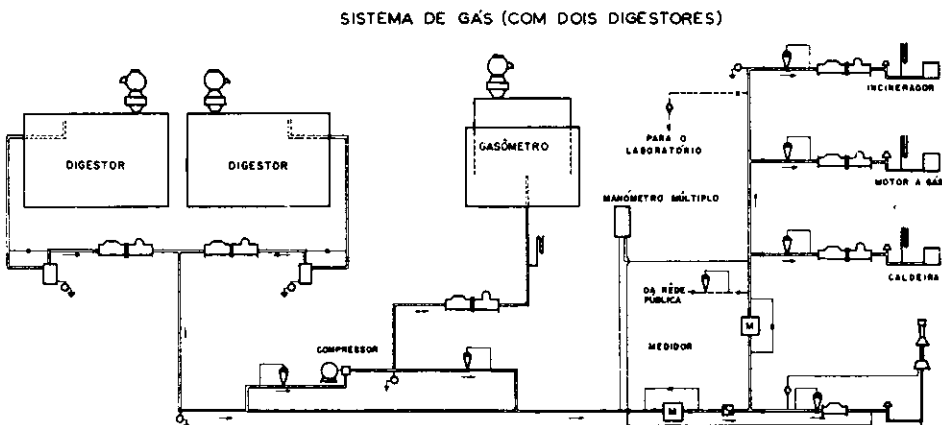 SISTEMA DE GÁS (COM DOIS DIGESTORES)
INCINERADOR
PARA O
LABORATÓRIO
DIGESTOR
DIGESTOR
GASÔMETRO
MOTOR A GÁS
MANÔMETRO MÚLTIPLO
CALDEIRA
DA RÊDE
PÚBLICA
M
MEDIDOR
COMPRESSOR
M